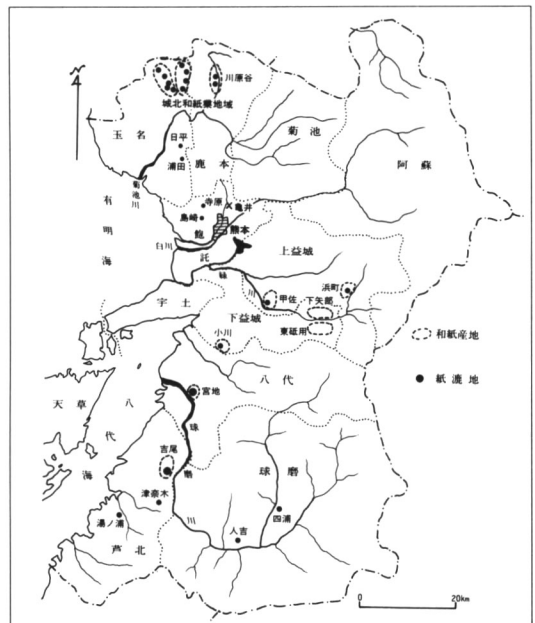 川原谷
城北和紙業地域
玉名
日平
浦田
鹿本
菊池
阿蘇
菊池川
有明海
寺原
亀井
島崎
熊本
飽託
白川
上益城
緑川
浜町
甲佐
下矢部
宇土
下益城
東砥用
小川
和紙産地
紙漉地
八代
宮地
天草
八代海
球磨川
吉尾
津奈木
湯ノ浦
芦北
球磨
四浦
人吉
0 20km